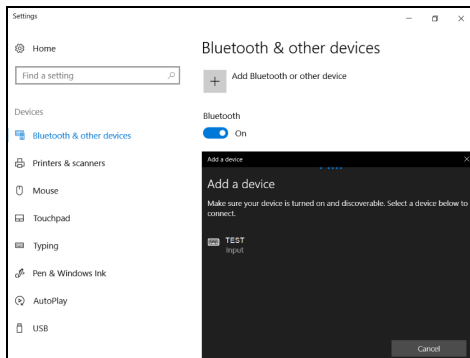 Settings
Home
Find a setting
Devices
Bluetooth & other devices
Printers & scanners
Mouse
Touchpad
Typing
Pen & Windows Ink
AutoPlay
USB
Bluetooth & other devices
Add Bluetooth or other device
Bluetooth
On
Add a device
Add a device
Make sure your device is turned on and discoverable. Select a device below to
connect.
TEST
Input
Cancel